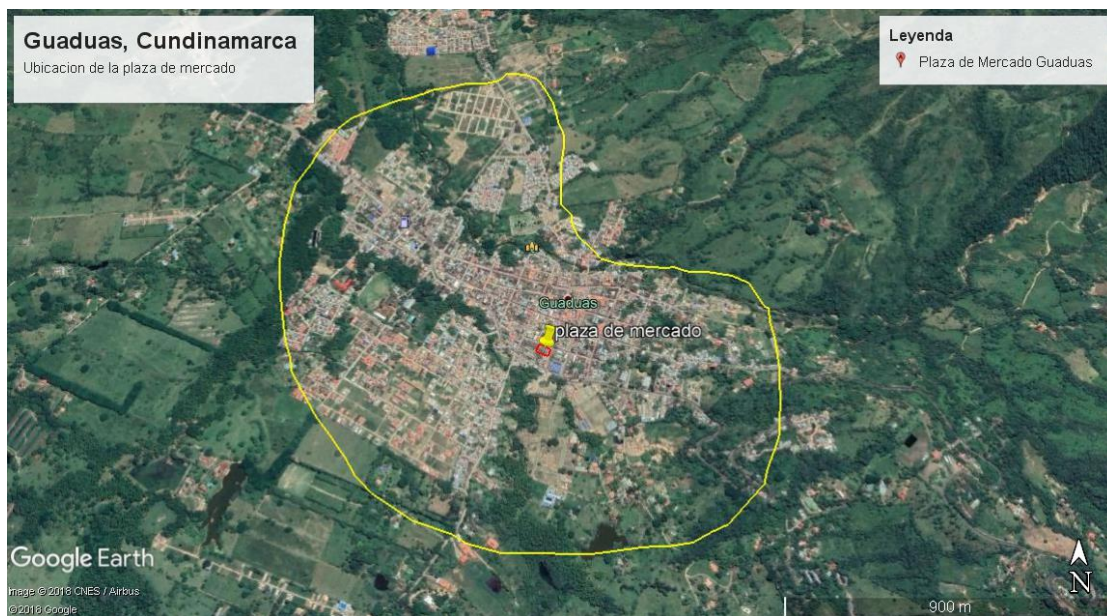 Guaduas, Cundinamarca
Ubicacion de la plaza de mercado
Leyenda
Plaza de Mercado Guaduas
Guaduas
plaza de mercado
Google Earth
Image © 2018 CNES / Airbus
©2018 Google
900 m
N